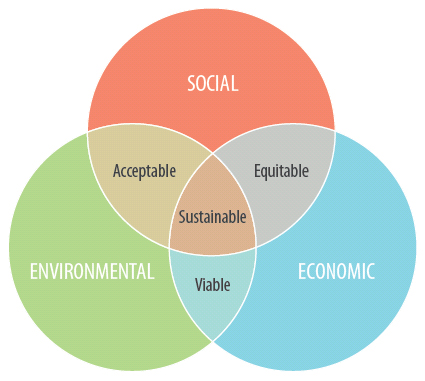 SOCIAL
Acceptable
Equitable
Sustainable
ENVIRONMENTAL
ECONOMIC
Viable